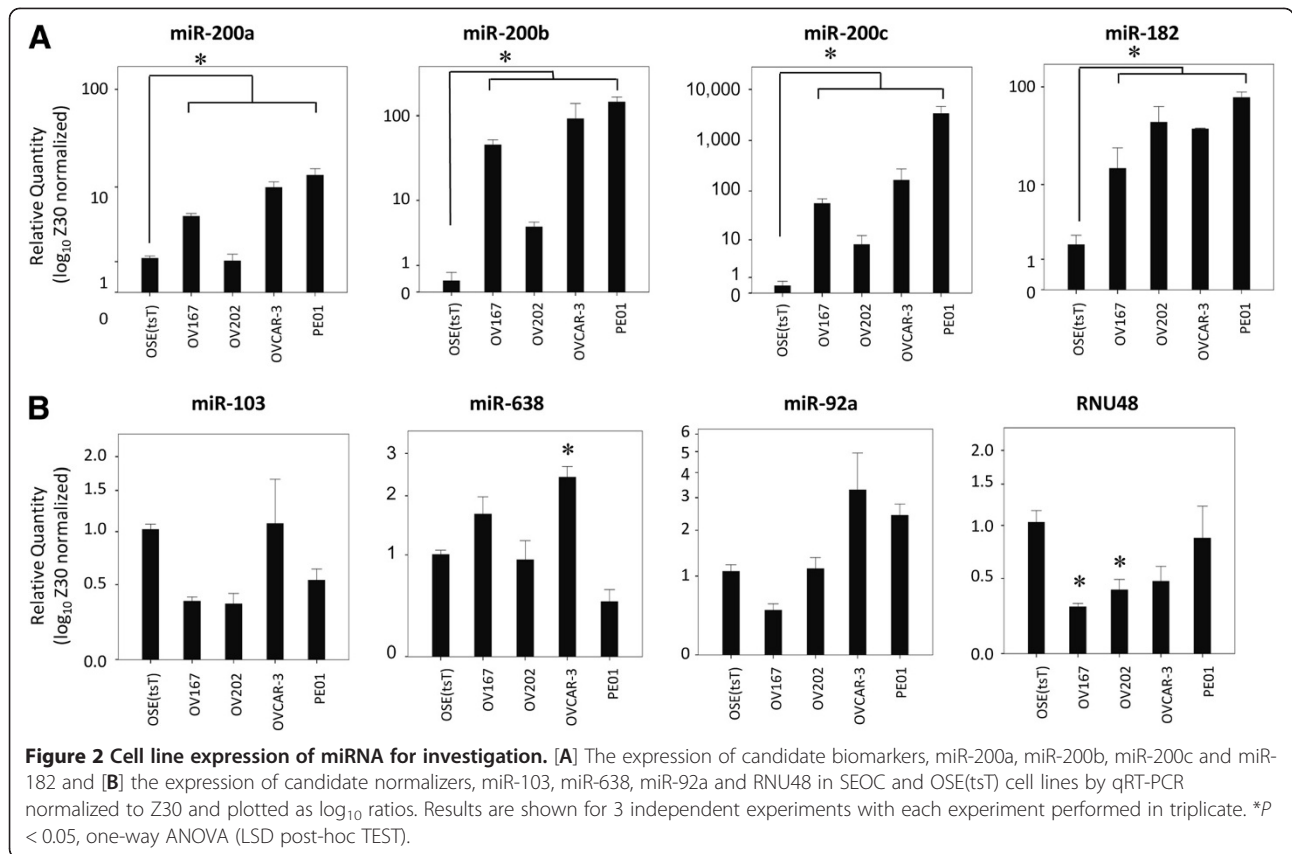 A
miR-200a
miR-200b
miR-200c
miR-182
Relative Quantity
(log10 Z30 normalized)
*
100
10
1
0
OSE(tsT)
OV167
OV202
OVCAR-3
PE01
*
100
10
1
0
OSE(tsT)
OV167
OV202
OVCAR-3
PE01
*
10,000
1,000
100
10
1
0
OSE(tsT)
OV167
OV202
OVCAR-3
PE01
*
100
10
1
0
OSE(tsT)
OV167
OV202
OVCAR-3
PE01
B
miR-103
miR-638
miR-92a
RNU48
Relative Quantity
(log10 Z30 normalized)
2.0
1.5
1.0
0.5
0.0
OSE(tsT)
OV167
OV202
OVCAR-3
PE01
*
3
2
1
0
OSE(tsT)
OV167
OV202
OVCAR-3
PE01
6
5
4
3
2
1
0
OSE(tsT)
OV167
OV202
OVCAR-3
PE01
* *
2.0
1.5
1.0
0.5
0.0
OSE(tsT)
OV167
OV202
OVCAR-3
PE01
Figure 2 Cell line expression of miRNA for investigation. [A] The expression of candidate biomarkers, miR-200a, miR-200b, miR-200c and miR-
182 and [B] the expression of candidate normalizers, miR-103, miR-638, miR-92a and RNU48 in SEOC and OSE(tsT) cell lines by qRT-PCR
normalized to Z30 and plotted as log10 ratios. Results are shown for 3 independent experiments with each experiment performed in triplicate. *P
< 0.05, one-way ANOVA (LSD post-hoc TEST).